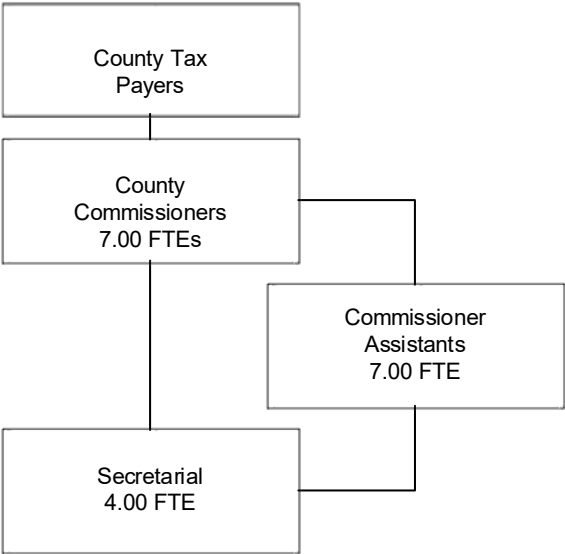 County Tax
Payers
County
Commissioners
7.00 FTEs
Commissioner
Assistants
7.00 FTE
Secretarial
4.00 FTE